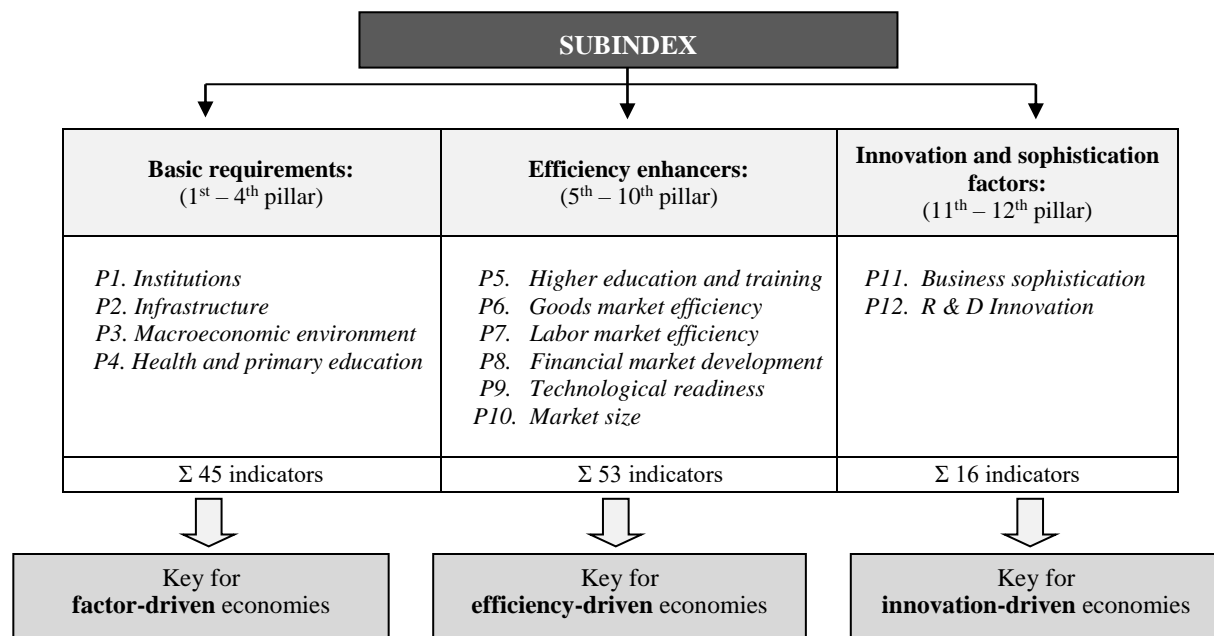 SUBINDEX
Basic requirements:
(1st – 4th pillar)
Efficiency enhancers:
(5th – 10th pillar)
Innovation and sophistication
factors:
(11th – 12th pillar)
P1. Institutions
P2. Infrastructure
P3. Macroeconomic environment
P4. Health and primary education
P5. Higher education and training
P6. Goods market efficiency
P7. Labor market efficiency
P8. Financial market development
P9. Technological readiness
P10. Market size
P11. Business sophistication
P12. R & D Innovation
Σ 45 indicators
Σ 53 indicators
Σ 16 indicators
Key for
factor-driven economies
Key for
efficiency-driven economies
Key for
innovation-driven economies